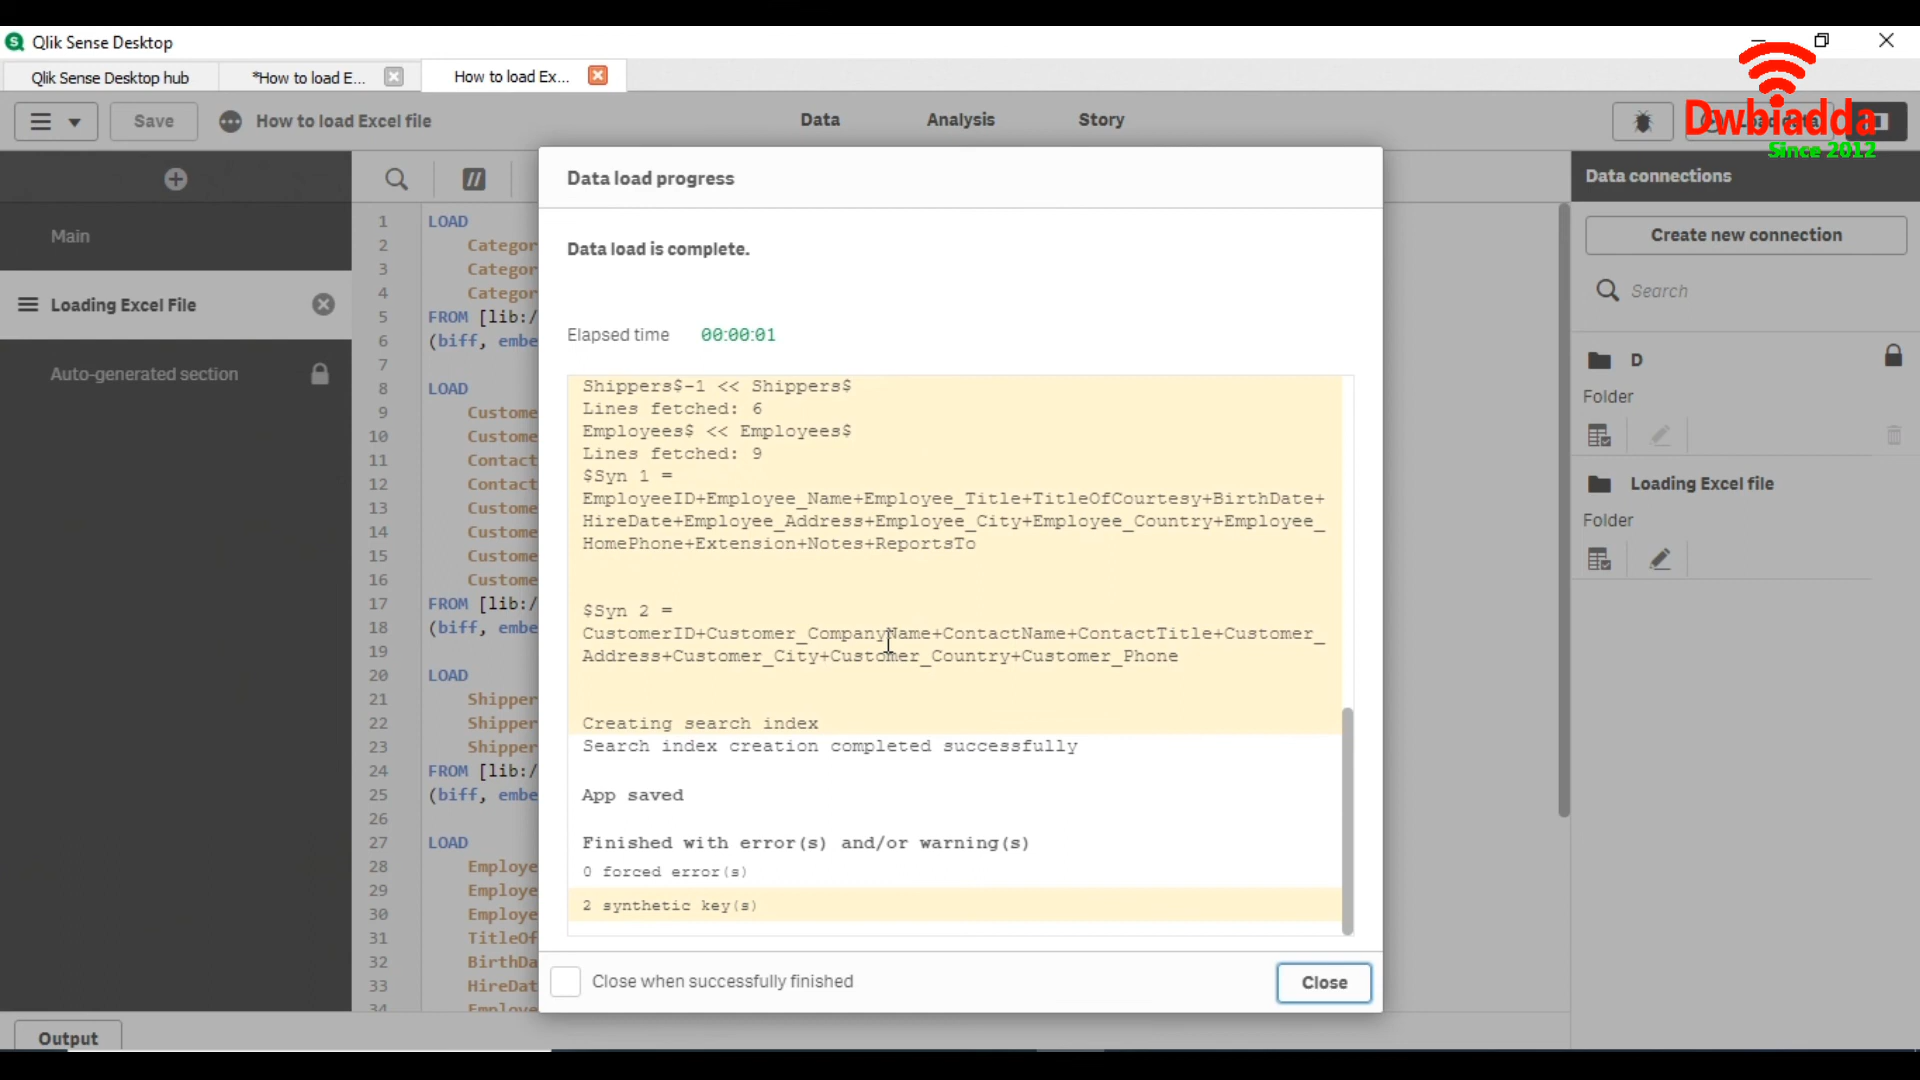 Qlik Sense Desktop
Qlik Sense Desktop hub
*How to load E...
How to load Ex...
Save
How to load Excel file
Data
Analysis
Story
Dwbiadda
Since 2012
Main
Loading Excel File
Auto-generated section
1 LOAD
2 Categor
3 Categor
4 Categor
5 FROM [lib:/
6 (biff, embe
7
8 LOAD
9 Custome
10 Custome
11 Contact
12 Contact
13 Custome
14 Custome
15 Custome
16 Custome
17 FROM [lib:/
18 (biff, embe
19
20 LOAD
21 Shipper
22 Shipper
23 Shipper
24 FROM [lib:/
25 (biff, embe
26
27 LOAD
28 Employe
29 Employe
30 Employe
31 TitleOf
32 BirthDa
33 HireDat
34 Employe
Output
Data load progress
Data load is complete.
Elapsed time 00:00:01
Shippers$-1 << Shippers$
Lines fetched: 6
Employees$ << Employees$
Lines fetched: 9
$Syn 1 =
EmployeeID+Employee_Name+Employee_Title+TitleOfCourtesy+BirthDate+
HireDate+Employee_Address+Employee_City+Employee_Country+Employee_
HomePhone+Extension+Notes+ReportsTo
$Syn 2 =
CustomerID+Customer_CompanyName+ContactName+ContactTitle+Customer_
Address+Customer_City+Customer_Country+Customer_Phone
Creating search index
Search index creation completed successfully
App saved
Finished with error(s) and/or warning(s)
0 forced error(s)
2 synthetic key(s)
Close when successfully finished
Close
Data connections
Create new connection
Search
D
Folder
Loading Excel file
Folder